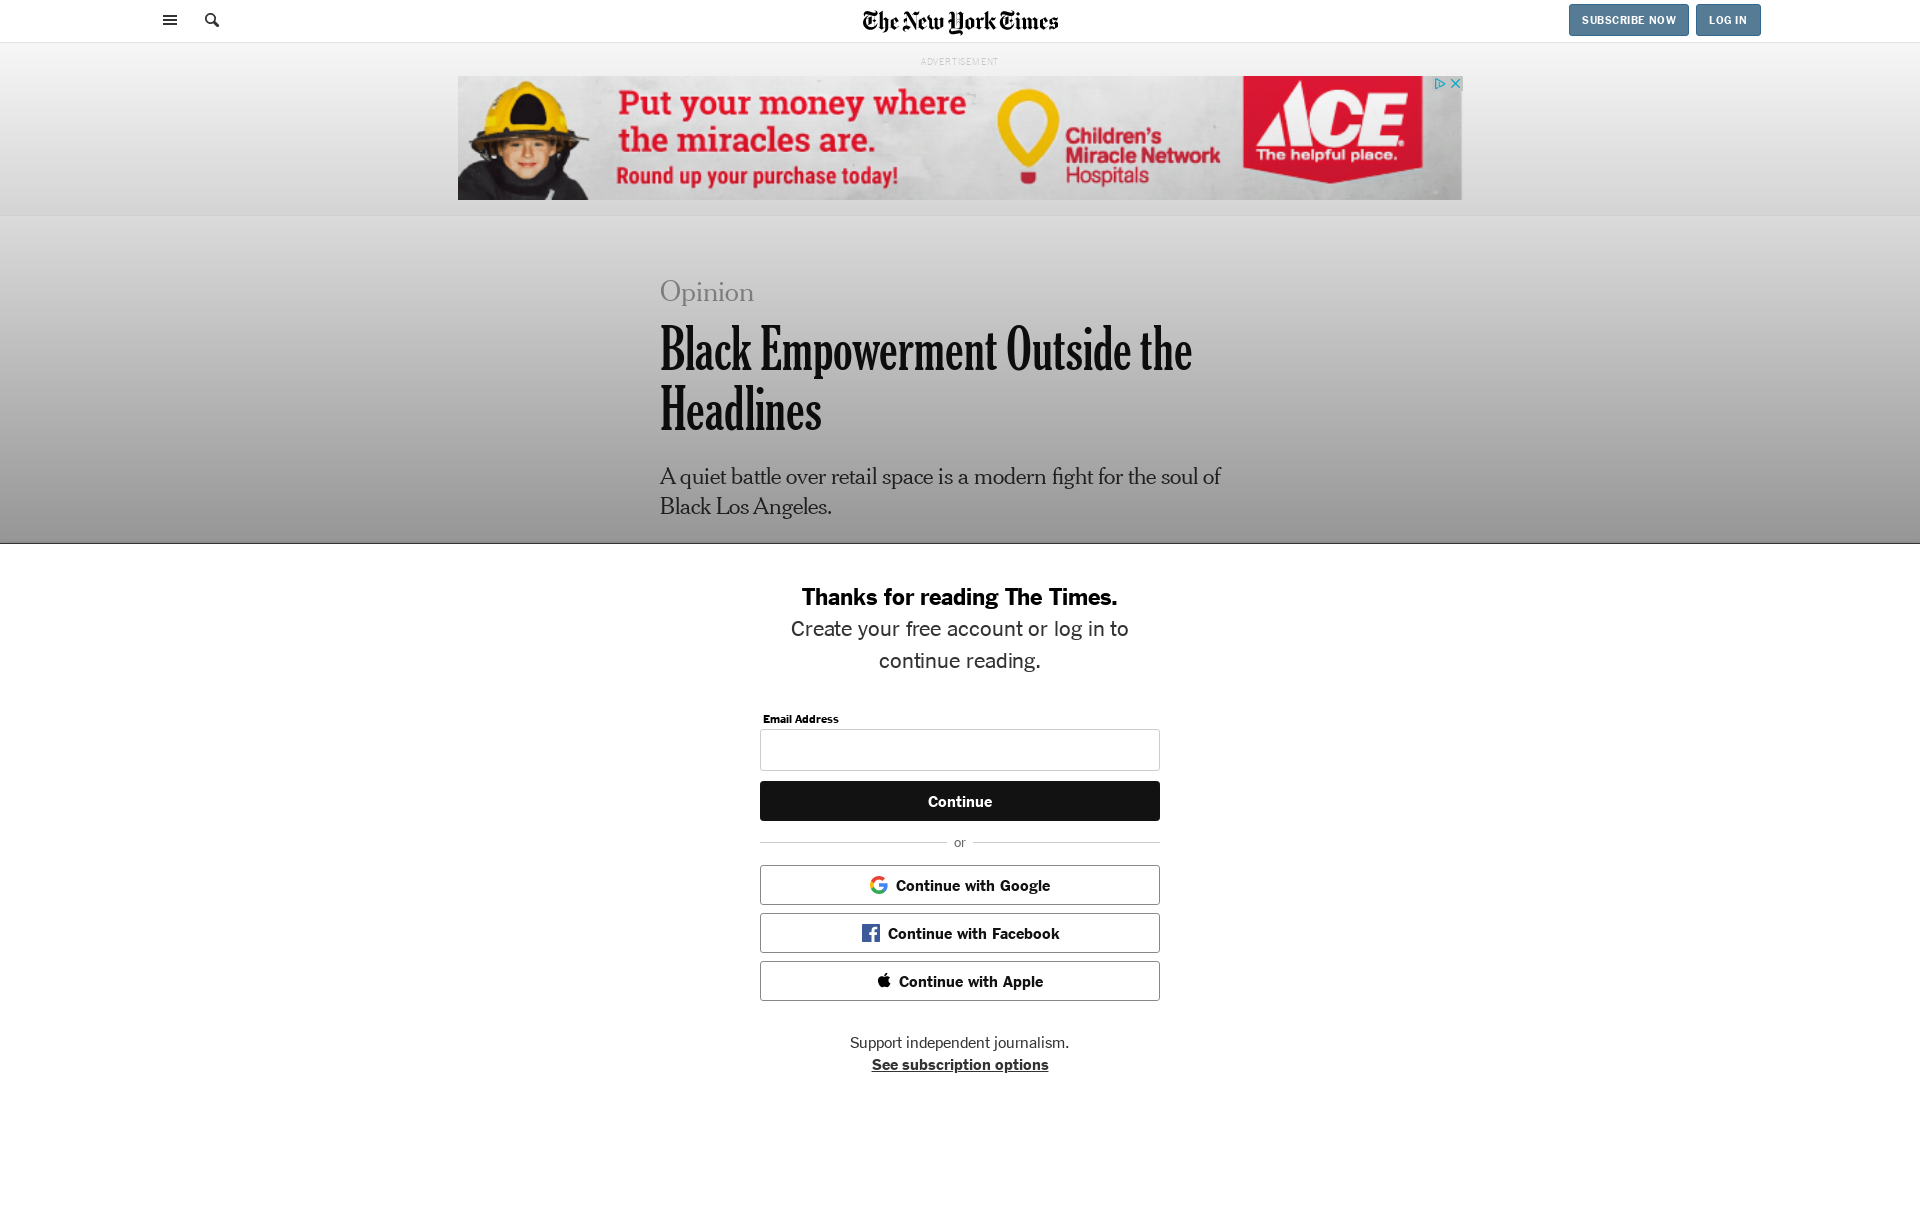 The New York Times
SUBSCRIBE NOW
LOG IN
ADVERTISEMENT
Put your money where
the miracles are.
Round up your purchase today!
Children's
Miracle Network
Hospitals
ACE
The helpful place.
Opinion
Black Empowerment Outside the
Headlines
A quiet battle over retail space is a modern fight for the soul of
Black Los Angeles.
Thanks for reading The Times.
Create your free account or log in to
continue reading.
Email Address
Continue
or
Continue with Google
Continue with Facebook
Continue with Apple
Support independent journalism.
See subscription options